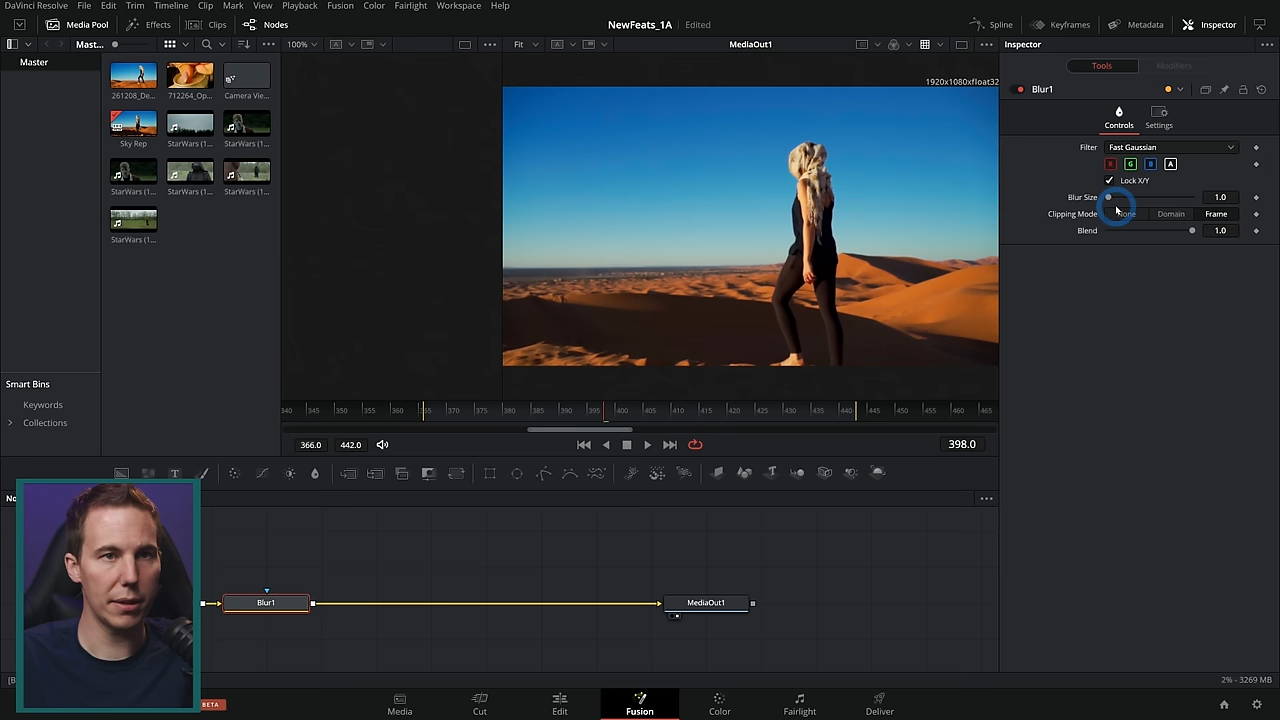 DaVinci Resolve File Edit Trim Timeline Clip Mark View Playback Fusion Color Fairlight Workspace Help
Media Pool Effects Clips Nodes NewFeats_1A Edited Spline Keyframes Metadata Inspector
Mast... 100% Fit MediaOut1 Inspector
Master
Tools Modifiers
1920x1080xfloat32
Blur1
261208_De... 712264_Op... Camera Vie...
Controls Settings
Sky Rep StarWars (1... StarWars (1...
Filter Fast Gaussian
R G B A
Lock X/Y
StarWars (1... StarWars (1... StarWars (1...
Blur Size 1.0
Clipping Mode None Domain Frame
Blend 1.0
StarWars (1...
Smart Bins
Keywords
Collections
340 345 350 355 360 365 370 375 380 385 390 395 400 405 410 415 420 425 430 435 440 445 450 455 460 465
366.0 442.0 398.0
T
No
Blur1 MediaOut1
2% - 3269 MB
BETA
Media Cut Edit Fusion Color Fairlight Deliver